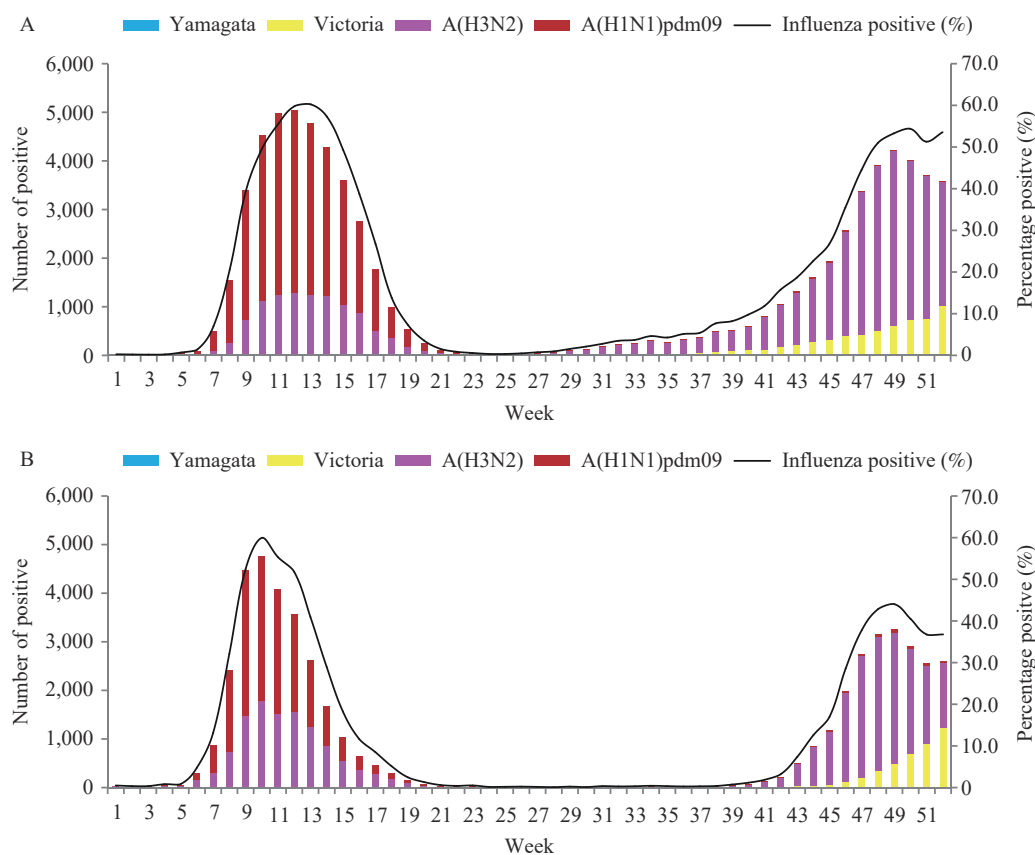 A
Yamagata Victoria A(H3N2) A(H1N1)pdm09 Influenza positive (%)
6,000 5,000 4,000 3,000 2,000 1,000 0
Number of positive
70.0 60.0 50.0 40.0 30.0 20.0 10.0 0
Percentage positve (%)
1 3 5 7 9 11 13 15 17 19 21 23 25 27 29 31 33 35 37 39 41 43 45 47 49 51
Week
B
Yamagata Victoria A(H3N2) A(H1N1)pdm09 Influenza positive (%)
6,000 5,000 4,000 3,000 2,000 1,000 0
Number of positive
70.0 60.0 50.0 40.0 30.0 20.0 10.0 0
Percentage positve (%)
1 3 5 7 9 11 13 15 17 19 21 23 25 27 29 31 33 35 37 39 41 43 45 47 49 51
Week